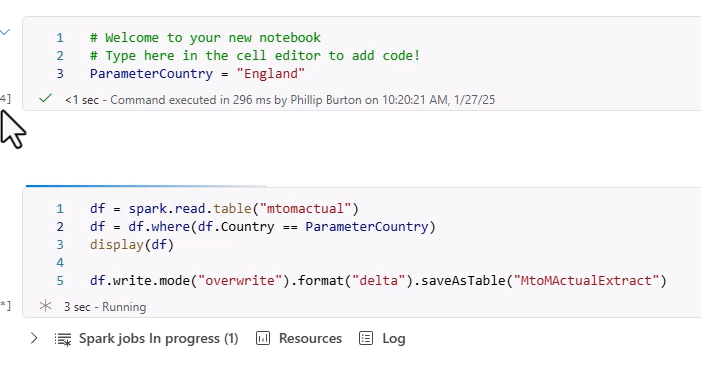 1 # Welcome to your new notebook
2 # Type here in the cell editor to add code!
3 ParameterCountry = "England"
4] <1 sec - Command executed in 296 ms by Phillip Burton on 10:20:21 AM, 1/27/25
1 df = spark.read.table("mtomactual")
2 df = df.where(df.Country == ParameterCountry)
3 display(df)
4
5 df.write.mode("overwrite").format("delta").saveAsTable("MtoMActualExtract")
*] 3 sec - Running
Spark jobs In progress (1) Resources Log